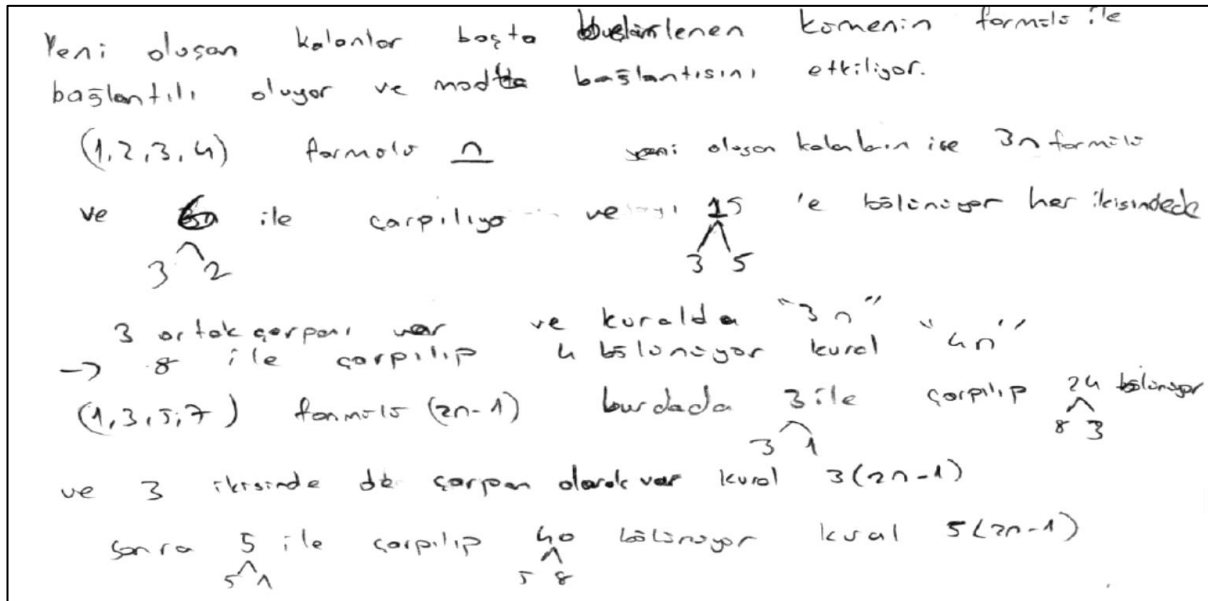 Yeni oluşan kalanlar başta kümenin formülü ile
bağlantılı oluyor ve modda bağlantısını etkiliyor.
(1,2,3,4) formülü n yeni oluşan kalanların ise 3n formülü
ve 6 ile çarpılıyo ve 15 'e bölünüyor her ikisindede
3 2 3 5
3 ortak çarpanı var ve kuralda "3n"
→ 8 ile çarpılıp 4 bölünüyor kural "4n"
(1,3,5,7) formülü (2n-1) burdada 3 ile çarpılıp 24 bölünüyor
3 1 8 3
ve 3 ikisinde de çarpan olarak var kural 3(2n-1)
sonra 5 ile çarpılıp 40 bölünüyor kural 5(2n-1)
5 1 5 8